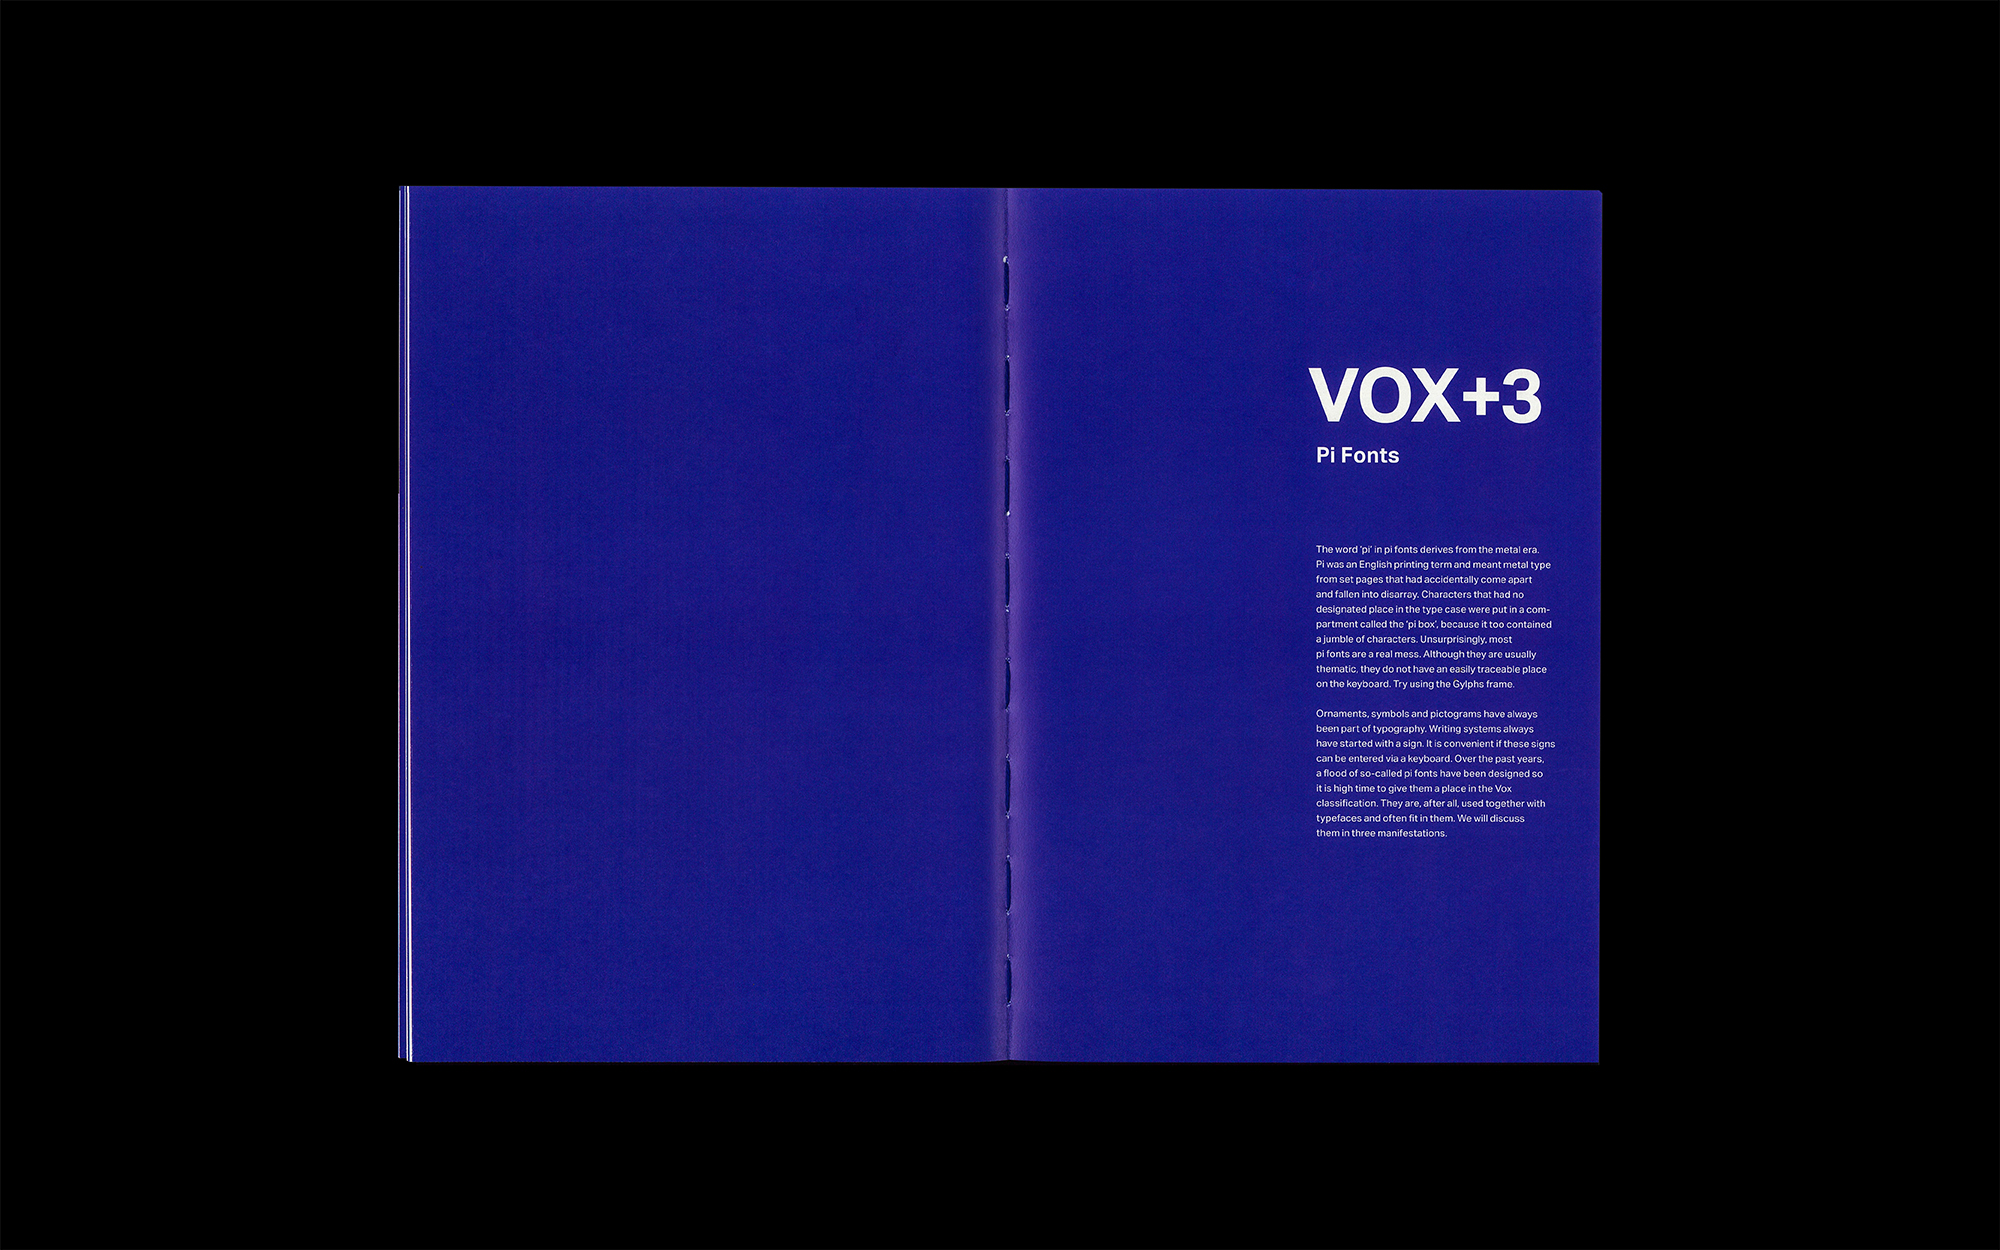 VOX+3
Pi Fonts
The word 'pi' in pi fonts derives from the metal era.
Pi was an English printing term and meant metal type
from set pages that had accidentally come apart
and fallen into disarray. Characters that had no
designated place in the type case were put in a com-
partment called the 'pi box', because it too contained
a jumble of characters. Unsurprisingly, most
pi fonts are a real mess. Although they are usually
thematic, they do not have an easily traceable place
on the keyboard. Try using the Gylphs frame.
Ornaments, symbols and pictograms have always
been part of typography. Writing systems always
have started with a sign. It is convenient if these signs
can be entered via a keyboard. Over the past years,
a flood of so-called pi fonts have been designed so
it is high time to give them a place in the Vox
classification. They are, after all, used together with
typefaces and often fit in them. We will discuss
them in three manifestations.